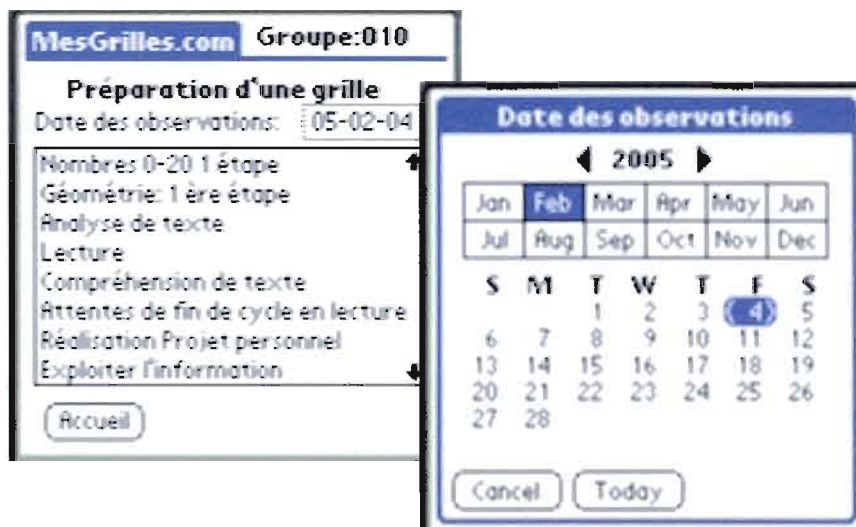 MesGrilles.com Groupe:010
Préparation d'une grille
Date des observations: 05-02-04
Nombres 0-20 1 étape
Géométrie: 1 ère étape
Analyse de texte
Lecture
Compréhension de texte
Attentes de fin de cycle en lecture
Réalisation Projet personnel
Exploiter l'information
Accueil
Date des observations
2005
Jan Feb Mar Apr May Jun
Jul Aug Sep Oct Nov Dec
S M T W T F S
1 2 3 4 5
6 7 8 9 10 11 12
13 14 15 16 17 18 19
20 21 22 23 24 25 26
27 28
Cancel Today